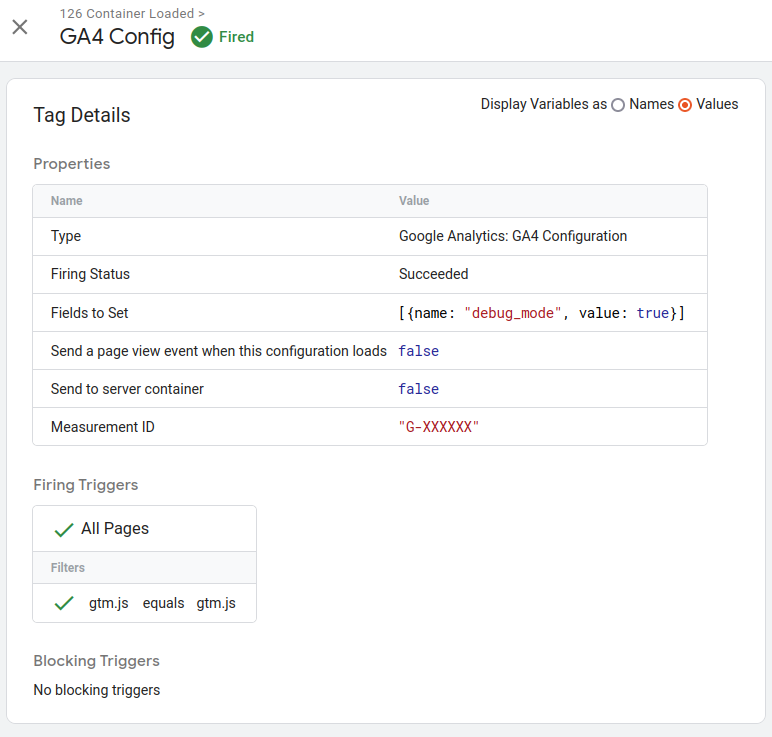 126 Container Loaded >
GA4 Config Fired
Tag Details
Display Variables as Names Values
Properties
Name Value
Type Google Analytics: GA4 Configuration
Firing Status Succeeded
Fields to Set [{name: "debug_mode", value: true}]
Send a page view event when this configuration loads false
Send to server container false
Measurement ID "G-XXXXXX"
Firing Triggers
All Pages
Filters
gtm.js equals gtm.js
Blocking Triggers
No blocking triggers